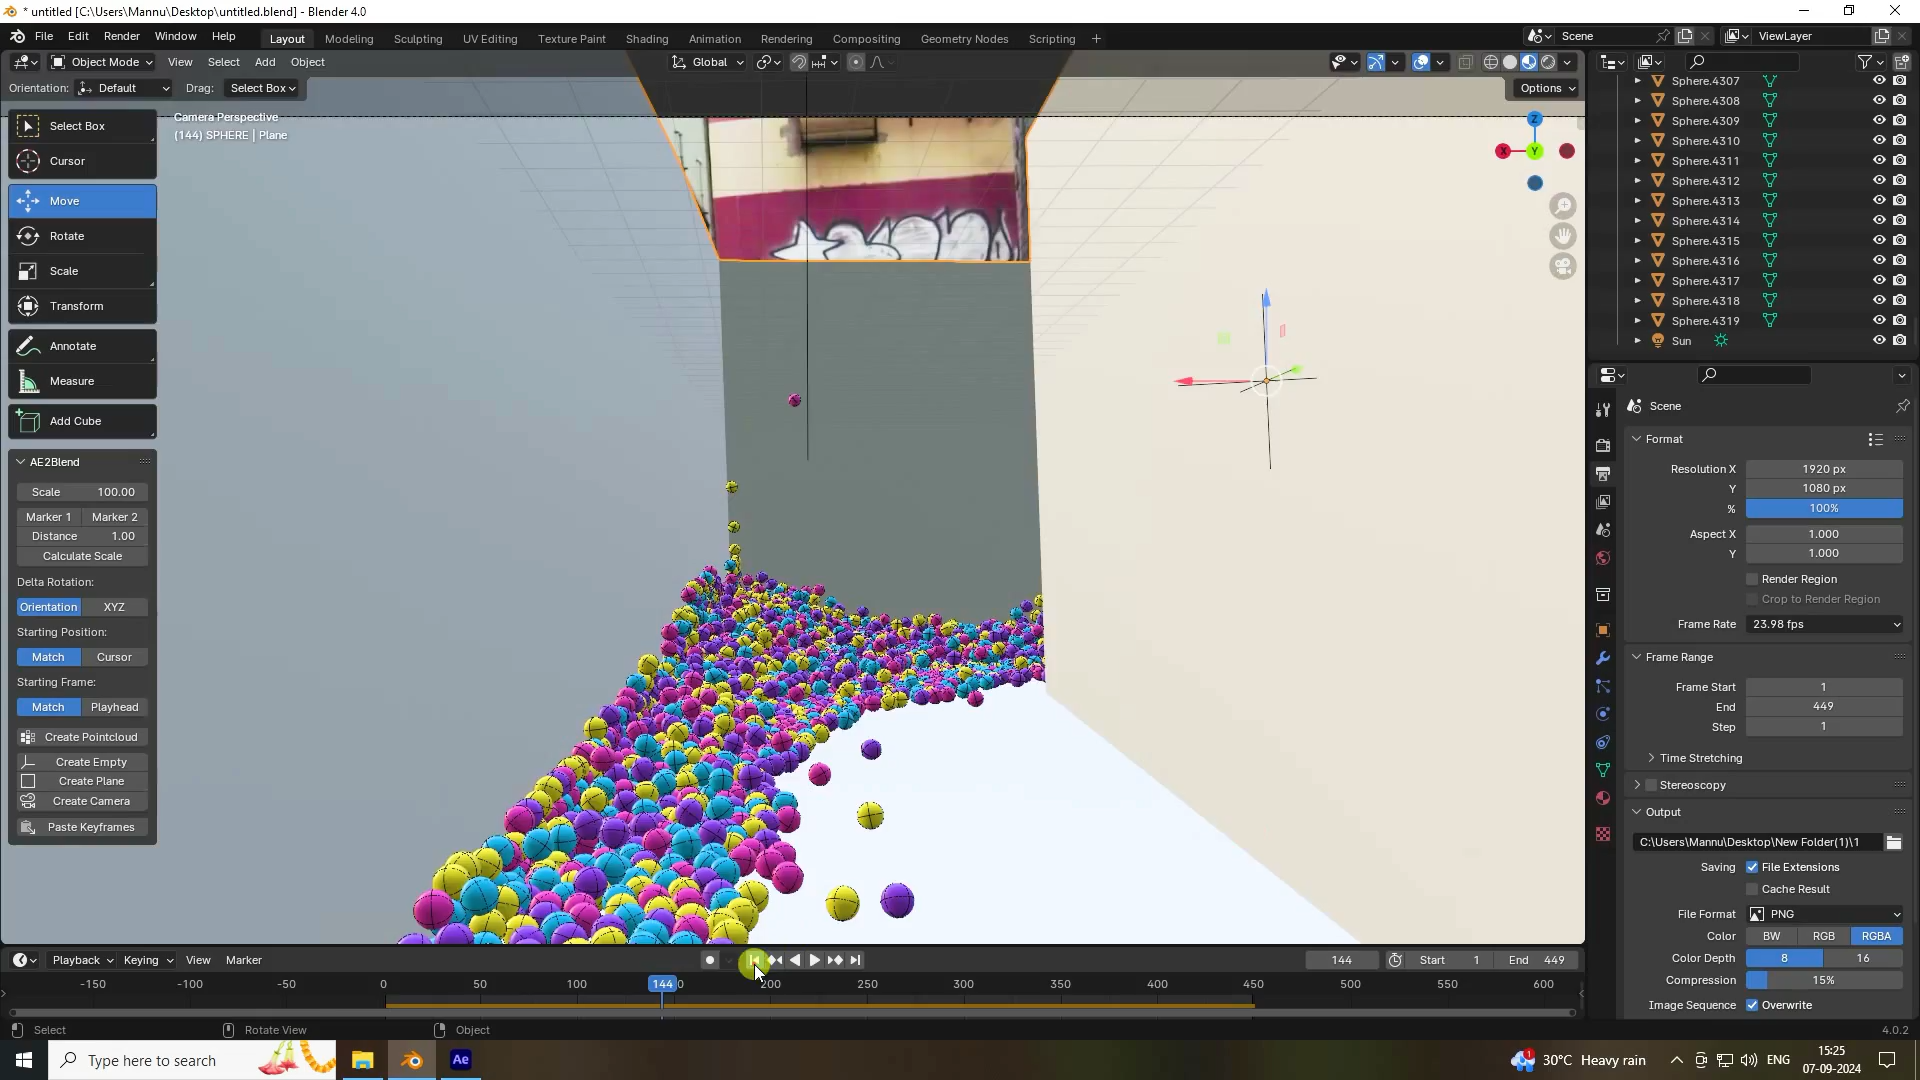 * untitled [C:\Users\Mannu\Desktop\untitled.blend] - Blender 4.0
File Edit Render Window Help Layout Modeling Sculpting UV Editing Texture Paint Shading Animation Rendering Compositing Geometry Nodes Scripting + Scene ViewLayer
Object Mode View Select Add Object Global
Orientation: Default Drag: Select Box Options
Camera Perspective
(144) SPHERE | Plane
Select Box
Cursor
Move
Rotate
Scale
Transform
Annotate
Measure
Add Cube
AE2Blend
Scale 100.00
Marker 1 Marker 2
Distance 1.00
Calculate Scale
Delta Rotation:
Orientation XYZ
Starting Position:
Match Cursor
Starting Frame:
Match Playhead
Create Pointcloud
Create Empty
Create Plane
Create Camera
Paste Keyframes
Z
X Y
Sphere.4307
Sphere.4308
Sphere.4309
Sphere.4310
Sphere.4311
Sphere.4312
Sphere.4313
Sphere.4314
Sphere.4315
Sphere.4316
Sphere.4317
Sphere.4318
Sphere.4319
Sun
Scene
Format
Resolution X 1920 px
Y 1080 px
% 100%
Aspect X 1.000
Y 1.000
Render Region
Crop to Render Region
Frame Rate 23.98 fps
Frame Range
Frame Start 1
End 449
Step 1
Time Stretching
Stereoscopy
Output
C:\Users\Mannu\Desktop\New Folder(1)\1
Saving File Extensions
Cache Result
File Format PNG
Color BW RGB RGBA
Color Depth 8 16
Compression 15%
Image Sequence Overwrite
Playback Keying View Marker 144 Start 1 End 449
-150 -100 -50 0 50 100 144 200 250 300 350 400 450 500 550 600
Select Rotate View Object 4.0.2
Type here to search Ae 1 30°C Heavy rain ENG 15:25
07-09-2024